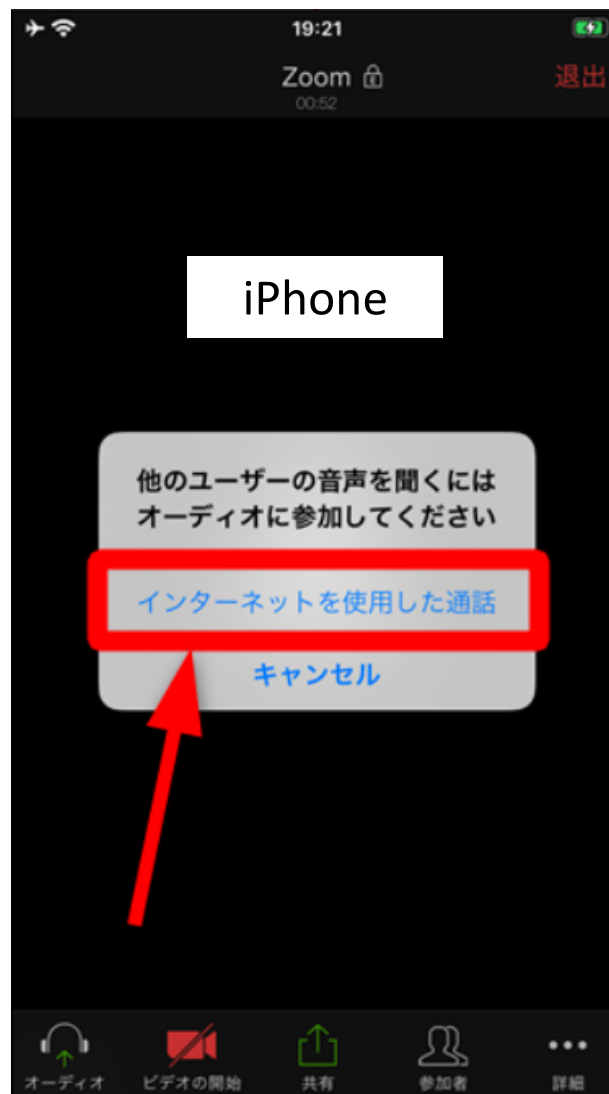 19:21
Zoom
退出
00:52
iPhone
他のユーザーの音声を聞くには
オーディオに参加してください
インターネットを使用した通話
キャンセル
オーディオ
ビデオの開始
共有
参加者
詳細